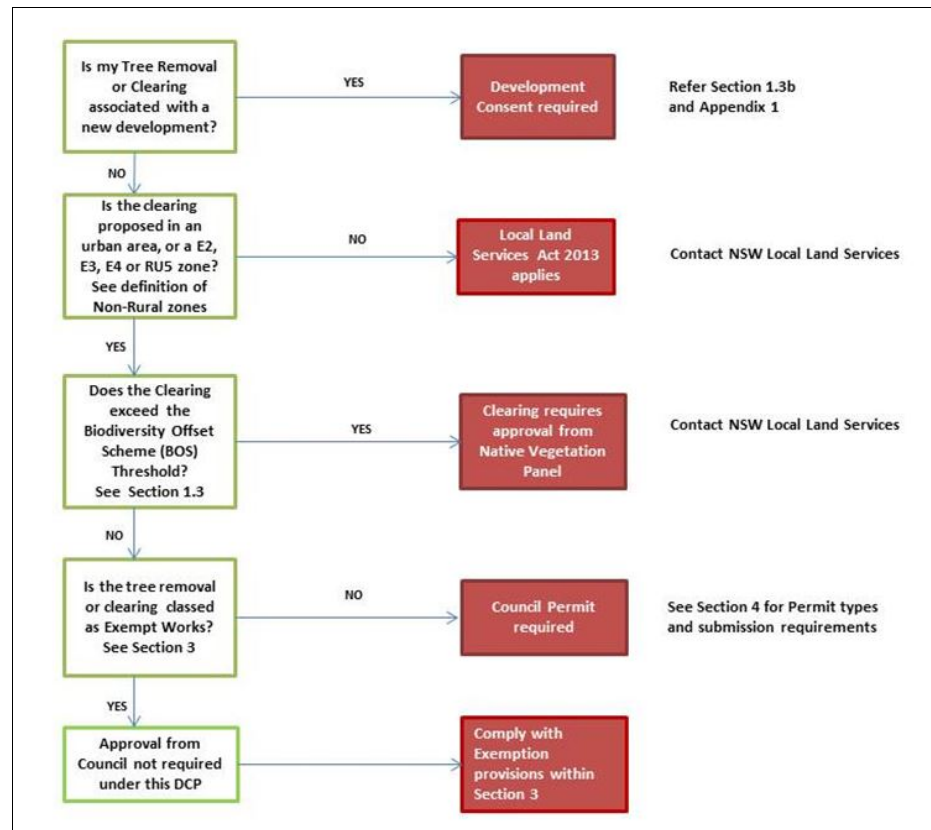 Is my Tree Removal
or Clearing
associated with a
new development?
YES
Development
Consent required
Refer Section 1.3b
and Appendix 1
NO
Is the clearing
proposed in an
urban area, or a E2,
E3, E4 or RU5 zone?
See definition of
Non-Rural zones
NO
Local Land
Services Act 2013
applies
Contact NSW Local Land Services
YES
Does the Clearing
exceed the
Biodiversity Offset
Scheme (BOS)
Threshold?
See Section 1.3
YES
Clearing requires
approval from
Native Vegetation
Panel
Contact NSW Local Land Services
NO
Is the tree removal
or clearing classed
as Exempt Works?
See Section 3
NO
Council Permit
required
See Section 4 for Permit types
and submission requirements
YES
Approval from
Council not required
under this DCP
Comply with
Exemption
provisions within
Section 3